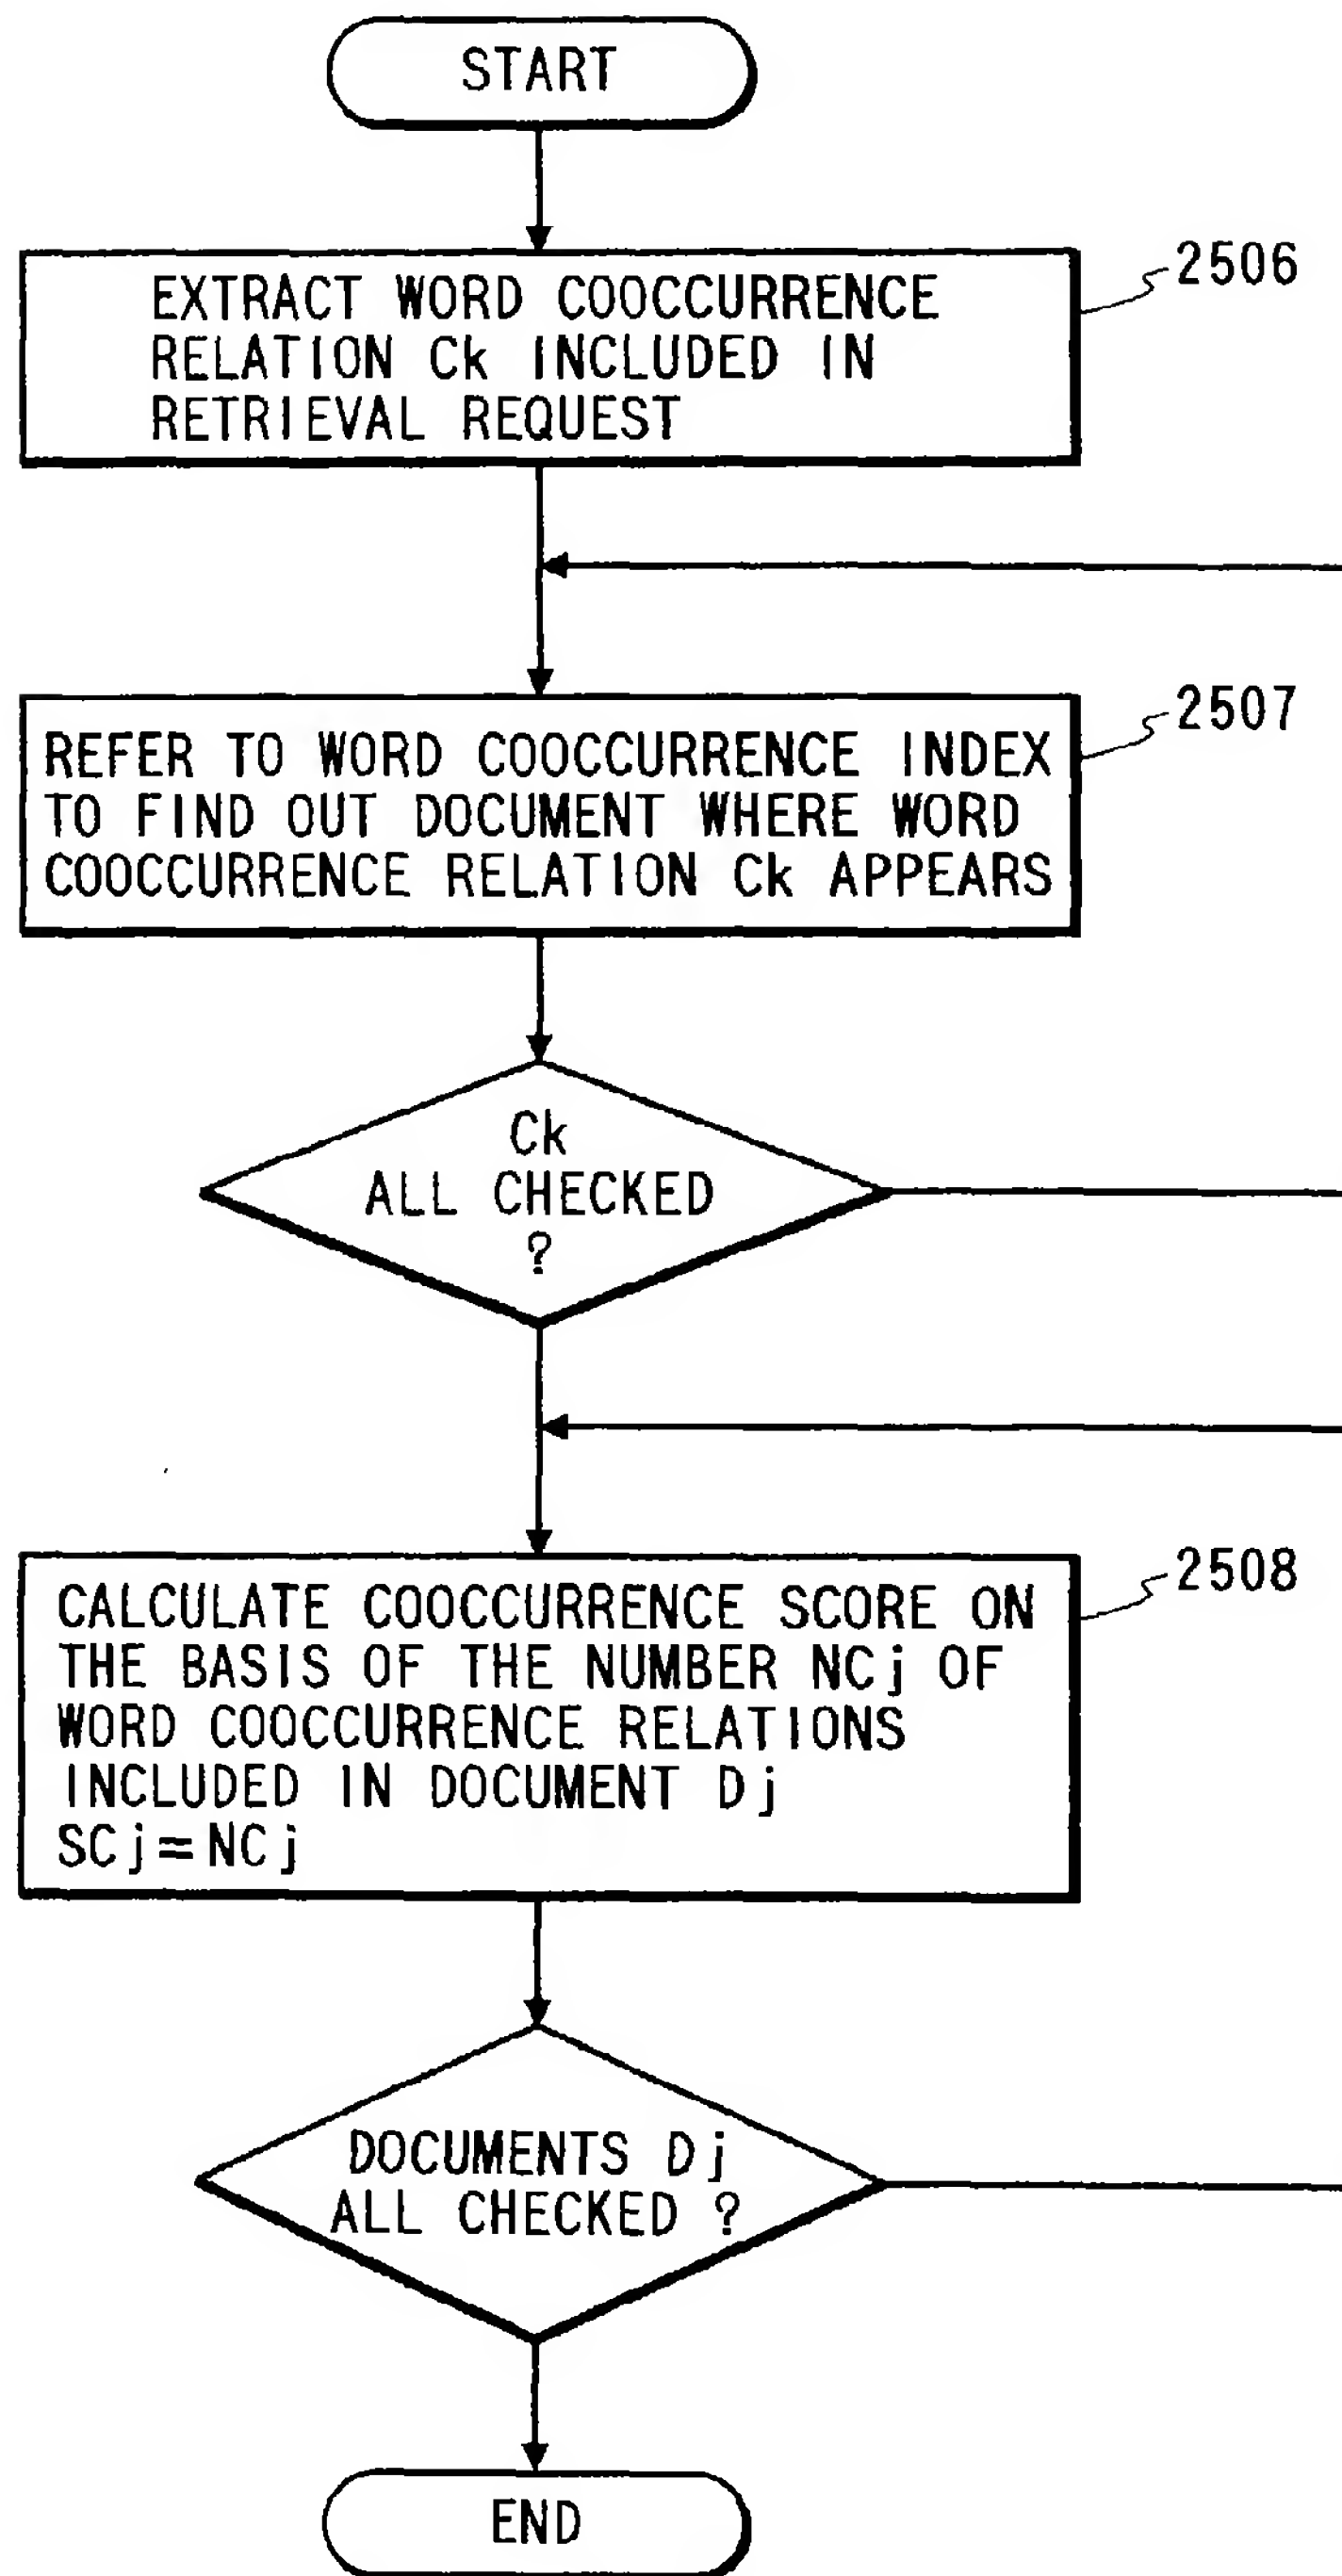 START
EXTRACT WORD COOCCURRENCE
RELATION Ck INCLUDED IN
RETRIEVAL REQUEST
2506
REFER TO WORD COOCCURRENCE INDEX
TO FIND OUT DOCUMENT WHERE WORD
COOCCURRENCE RELATION Ck APPEARS
2507
Ck
ALL CHECKED
?
CALCULATE COOCCURRENCE SCORE ON
THE BASIS OF THE NUMBER NCj OF
WORD COOCCURRENCE RELATIONS
INCLUDED IN DOCUMENT Dj
SCj=NCj
2508
DOCUMENTS Dj
ALL CHECKED ?
END